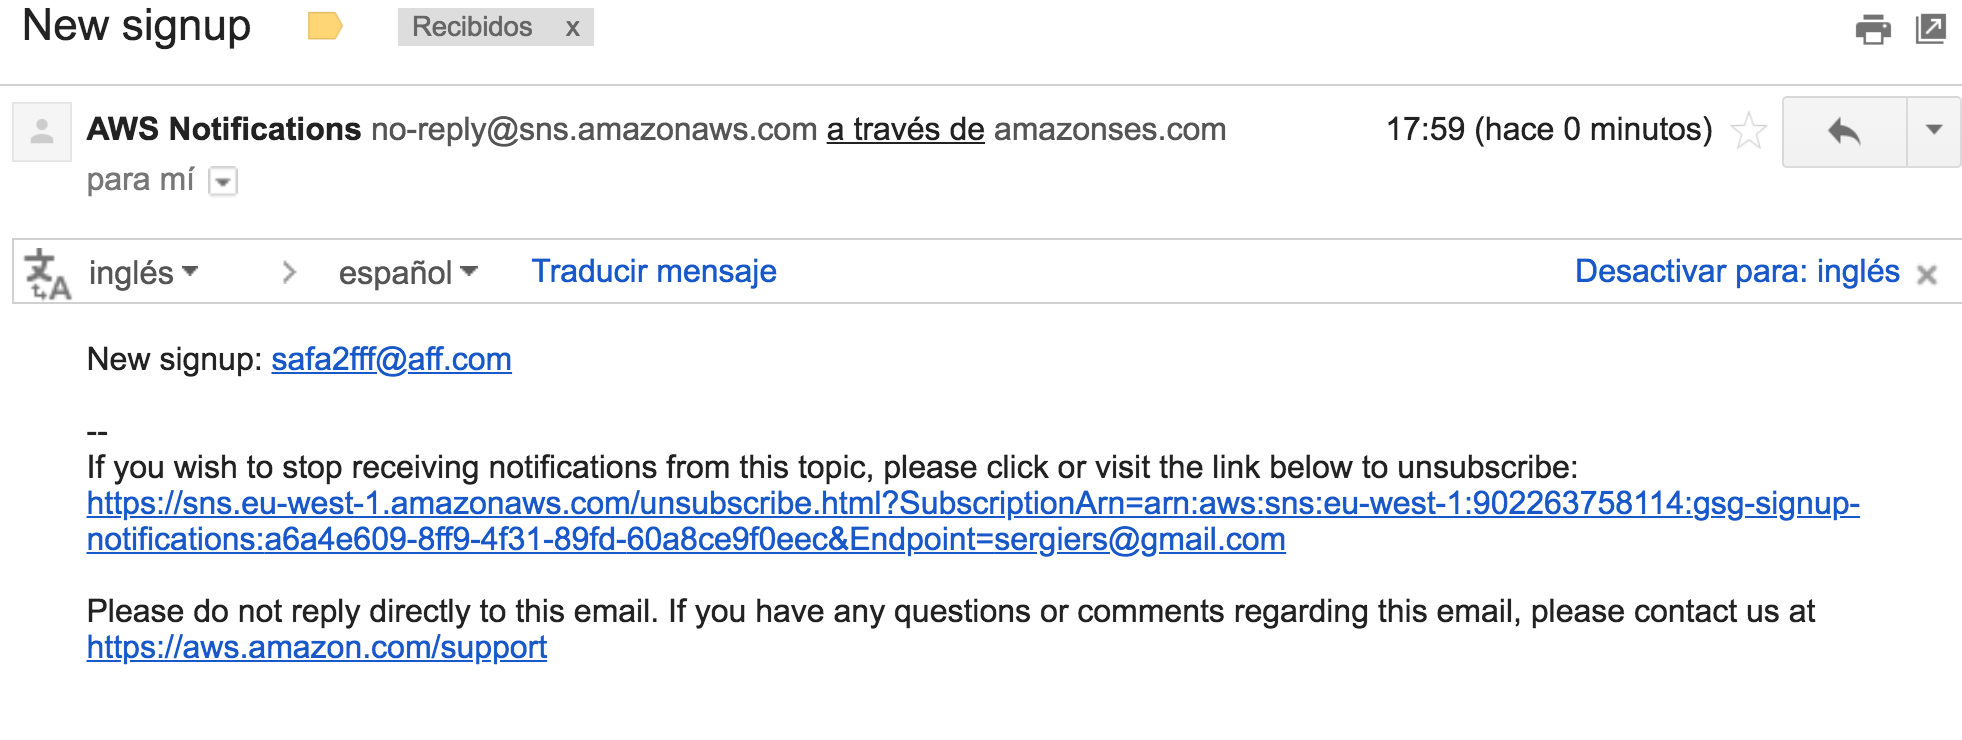 New signup Recibidos x
AWS Notifications no-reply@sns.amazonaws.com a través de amazonses.com 17:59 (hace 0 minutos)
para mí
inglés español Traducir mensaje Desactivar para: inglés
New signup: safa2fff@aff.com
--
If you wish to stop receiving notifications from this topic, please click or visit the link below to unsubscribe:
https://sns.eu-west-1.amazonaws.com/unsubscribe.html?SubscriptionArn=arn:aws:sns:eu-west-1:902263758114:gsg-signup-
notifications:a6a4e609-8ff9-4f31-89fd-60a8ce9f0eec&Endpoint=sergiers@gmail.com
Please do not reply directly to this email. If you have any questions or comments regarding this email, please contact us at
https://aws.amazon.com/support